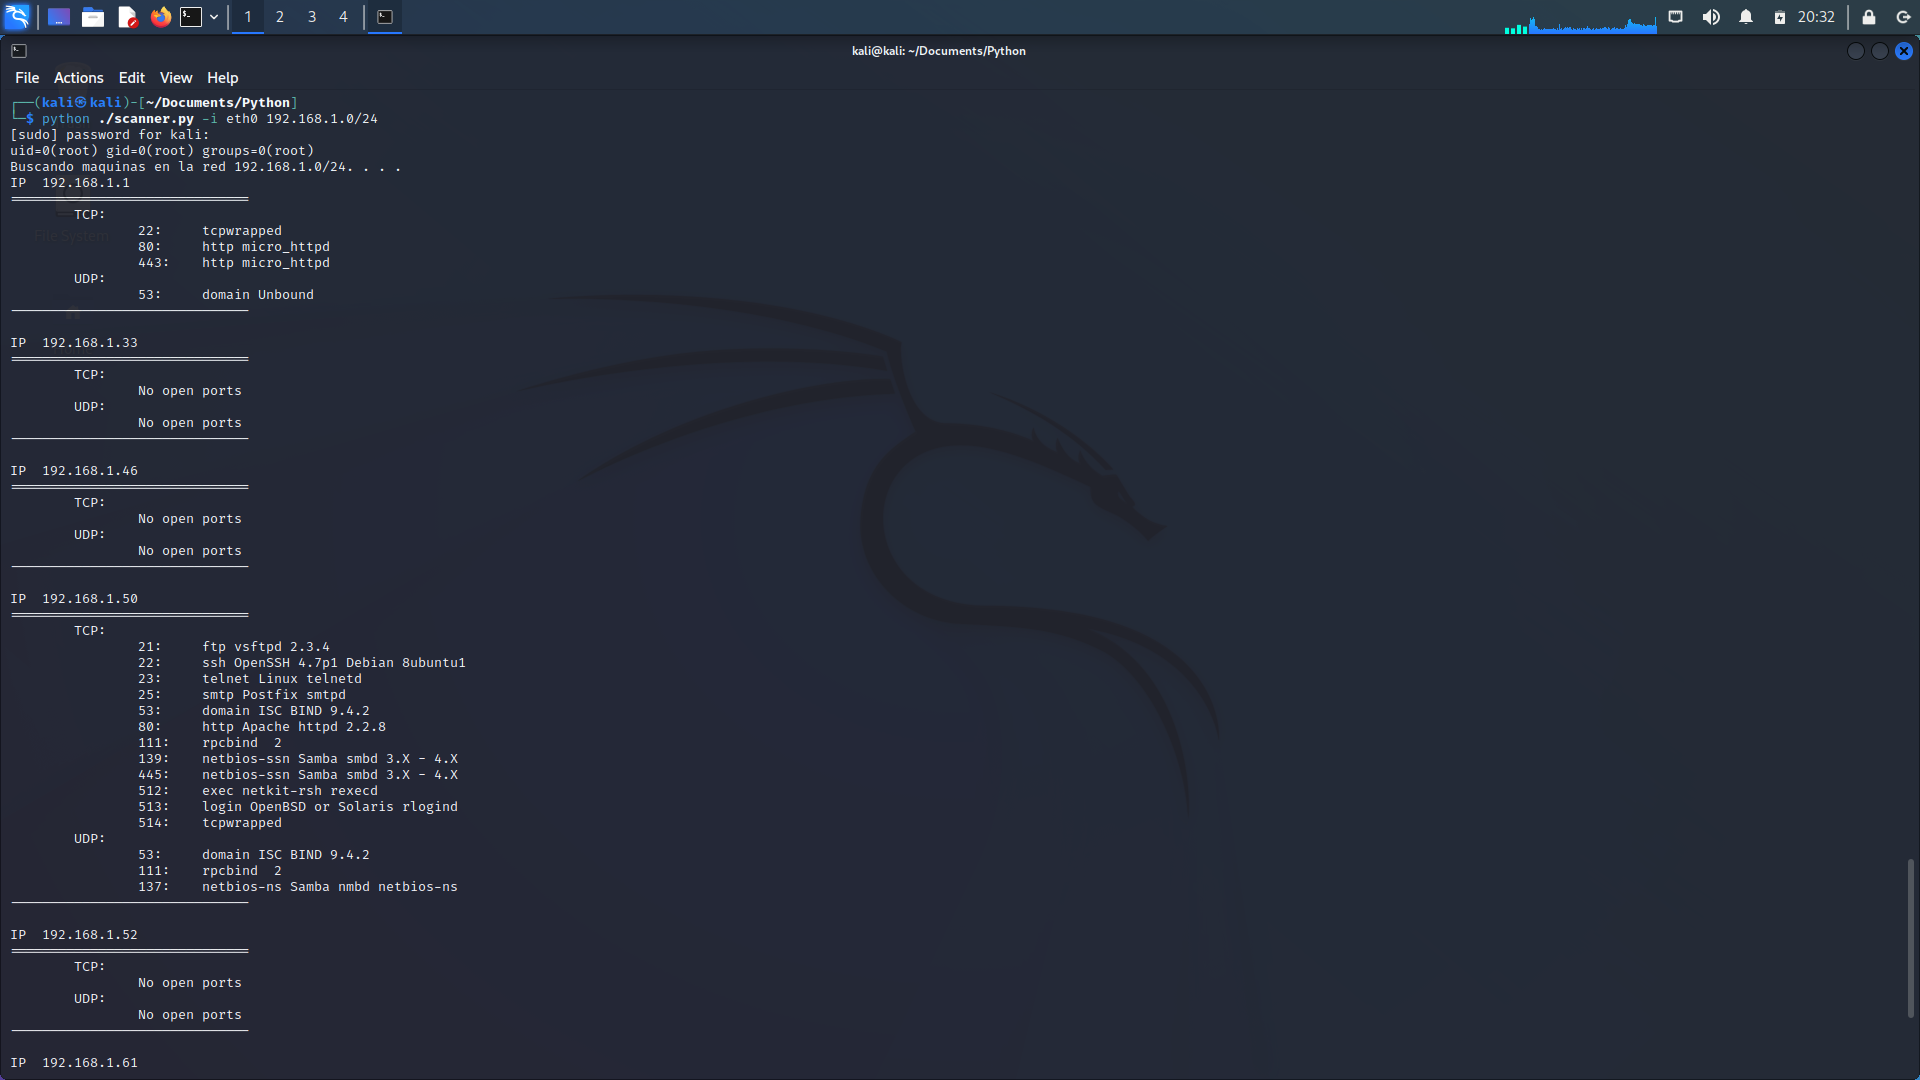 1 2 3 4 20:32
kali@kali: ~/Documents/Python
File Actions Edit View Help
┌──(kali㉿kali)-[~/Documents/Python]
└─$ python ./scanner.py -i eth0 192.168.1.0/24
[sudo] password for kali:
uid=0(root) gid=0(root) groups=0(root)
Buscando maquinas en la red 192.168.1.0/24. . . .
IP  192.168.1.1
TCP:
22: tcpwrapped
80: http micro_httpd
443: http micro_httpd
UDP:
53: domain Unbound
IP  192.168.1.33
TCP:
No open ports
UDP:
No open ports
IP  192.168.1.46
TCP:
No open ports
UDP:
No open ports
IP  192.168.1.50
TCP:
21: ftp vsftpd 2.3.4
22: ssh OpenSSH 4.7p1 Debian 8ubuntu1
23: telnet Linux telnetd
25: smtp Postfix smtpd
53: domain ISC BIND 9.4.2
80: http Apache httpd 2.2.8
111: rpcbind  2
139: netbios-ssn Samba smbd 3.X - 4.X
445: netbios-ssn Samba smbd 3.X - 4.X
512: exec netkit-rsh rexecd
513: login OpenBSD or Solaris rlogind
514: tcpwrapped
UDP:
53: domain ISC BIND 9.4.2
111: rpcbind  2
137: netbios-ns Samba nmbd netbios-ns
IP  192.168.1.52
TCP:
No open ports
UDP:
No open ports
IP  192.168.1.61
File System